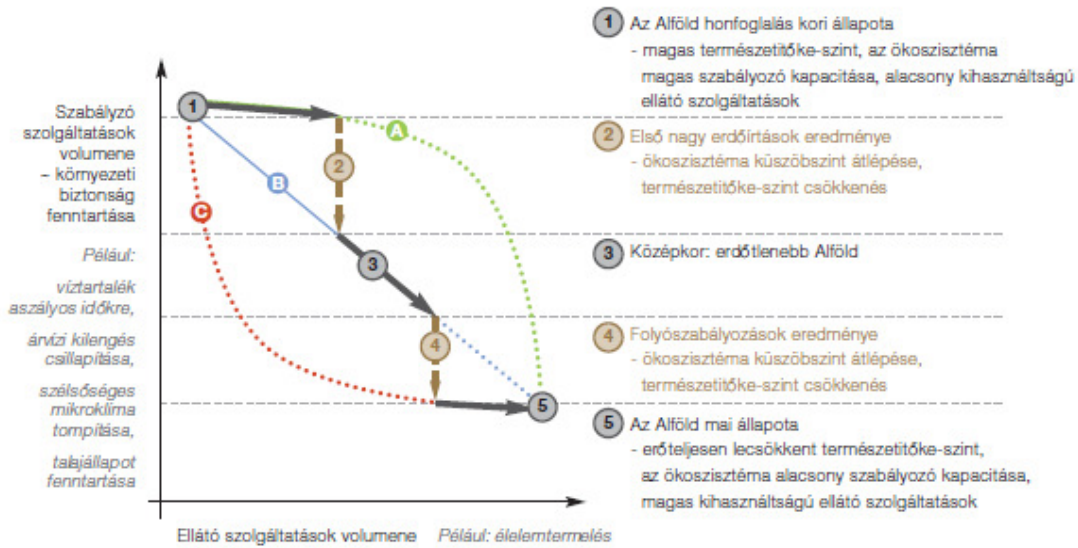 Szabályzó
szolgáltatások
volumene
– környezeti
biztonság
fenntartása
Pélául:
víztartalék
aszályos időkre,
árvízi kilengés
csillapítása,
szélsőséges
mikroklíma
tompítása,
talajállapot
fenntartása
1
A
2
B
C
3
4
5
Ellátó szolgáltatások volumene Pélául: élelemtermelés
1 Az Alföld honfoglalás kori állapota
- magas természetitőke-szint, az ökoszisztéma
magas szabályozó kapacitása, alacsony kihasználtságú
ellátó szolgáltatások
2 Első nagy erdőirtások eredménye
- ökoszisztéma küszöbszint átlépése,
természetitőke-szint csökkenés
3 Középkor: erdőtlenebb Alföld
4 Folyószabályozások eredménye
- ökoszisztéma küszöbszint átlépése,
természetitőke-szint csökkenés
5 Az Alföld mai állapota
- erőteljesen lecsökkent természetitőke-szint,
az ökoszisztéma alacsony szabályozó kapacitása,
magas kihasználtságú ellátó szolgáltatások